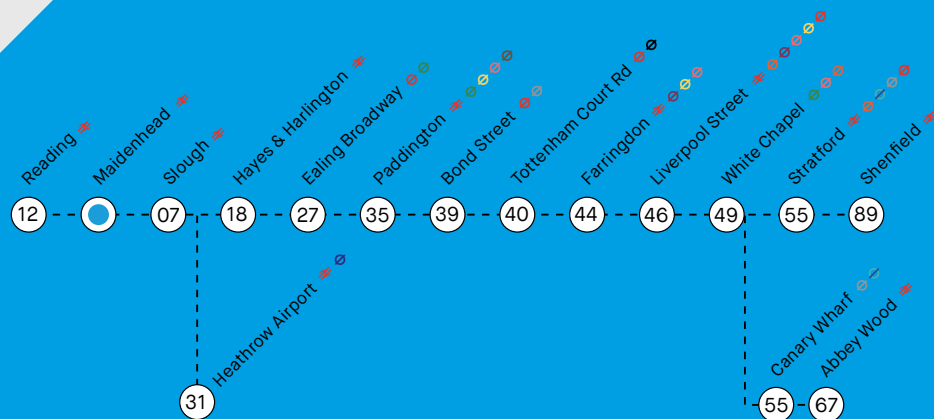 Reading
Maidenhead
Slough
Hayes & Harlington
Ealing Broadway
Paddington
Bond Street
Tottenham Court Rd
Farringdon
Liverpool Street
White Chapel
Stratford
Shenfield
12
07
18
27
35
39
40
44
46
49
55
89
Heathrow Airport
31
Canary Wharf
Abbey Wood
55
67